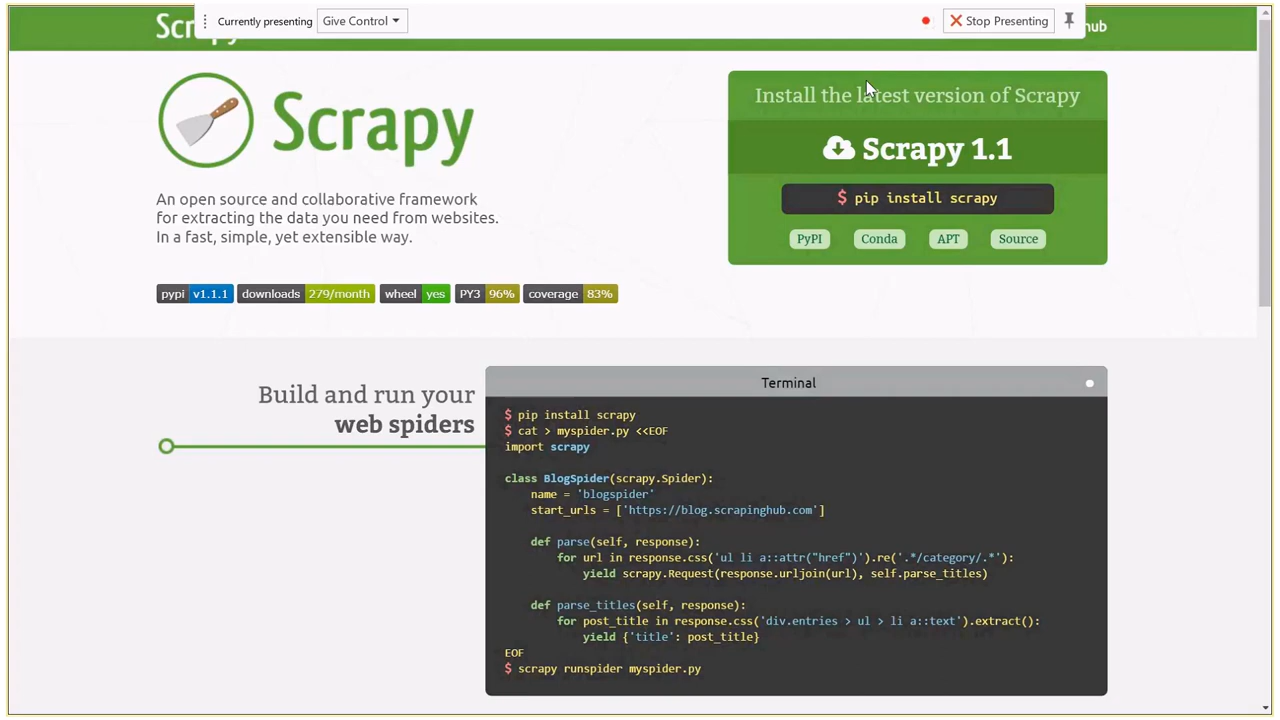 Currently presenting
Give Control
Stop Presenting
hub
Scrapy
An open source and collaborative framework
for extracting the data you need from websites.
In a fast, simple, yet extensible way.
Install the latest version of Scrapy
Scrapy 1.1
$ pip install scrapy
PyPI Conda APT Source
pypi v1.1.1 downloads 279/month wheel yes PY3 96% coverage 83%
Build and run your
web spiders
Terminal
$ pip install scrapy
$ cat > myspider.py <<EOF
import scrapy
class BlogSpider(scrapy.Spider):
    name = 'blogspider'
    start_urls = ['https://blog.scrapinghub.com']
    def parse(self, response):
        for url in response.css('ul li a::attr("href")').re('.*/category/.*'):
            yield scrapy.Request(response.urljoin(url), self.parse_titles)
    def parse_titles(self, response):
        for post_title in response.css('div.entries > ul > li a::text').extract():
            yield {'title': post_title}
EOF
$ scrapy runspider myspider.py